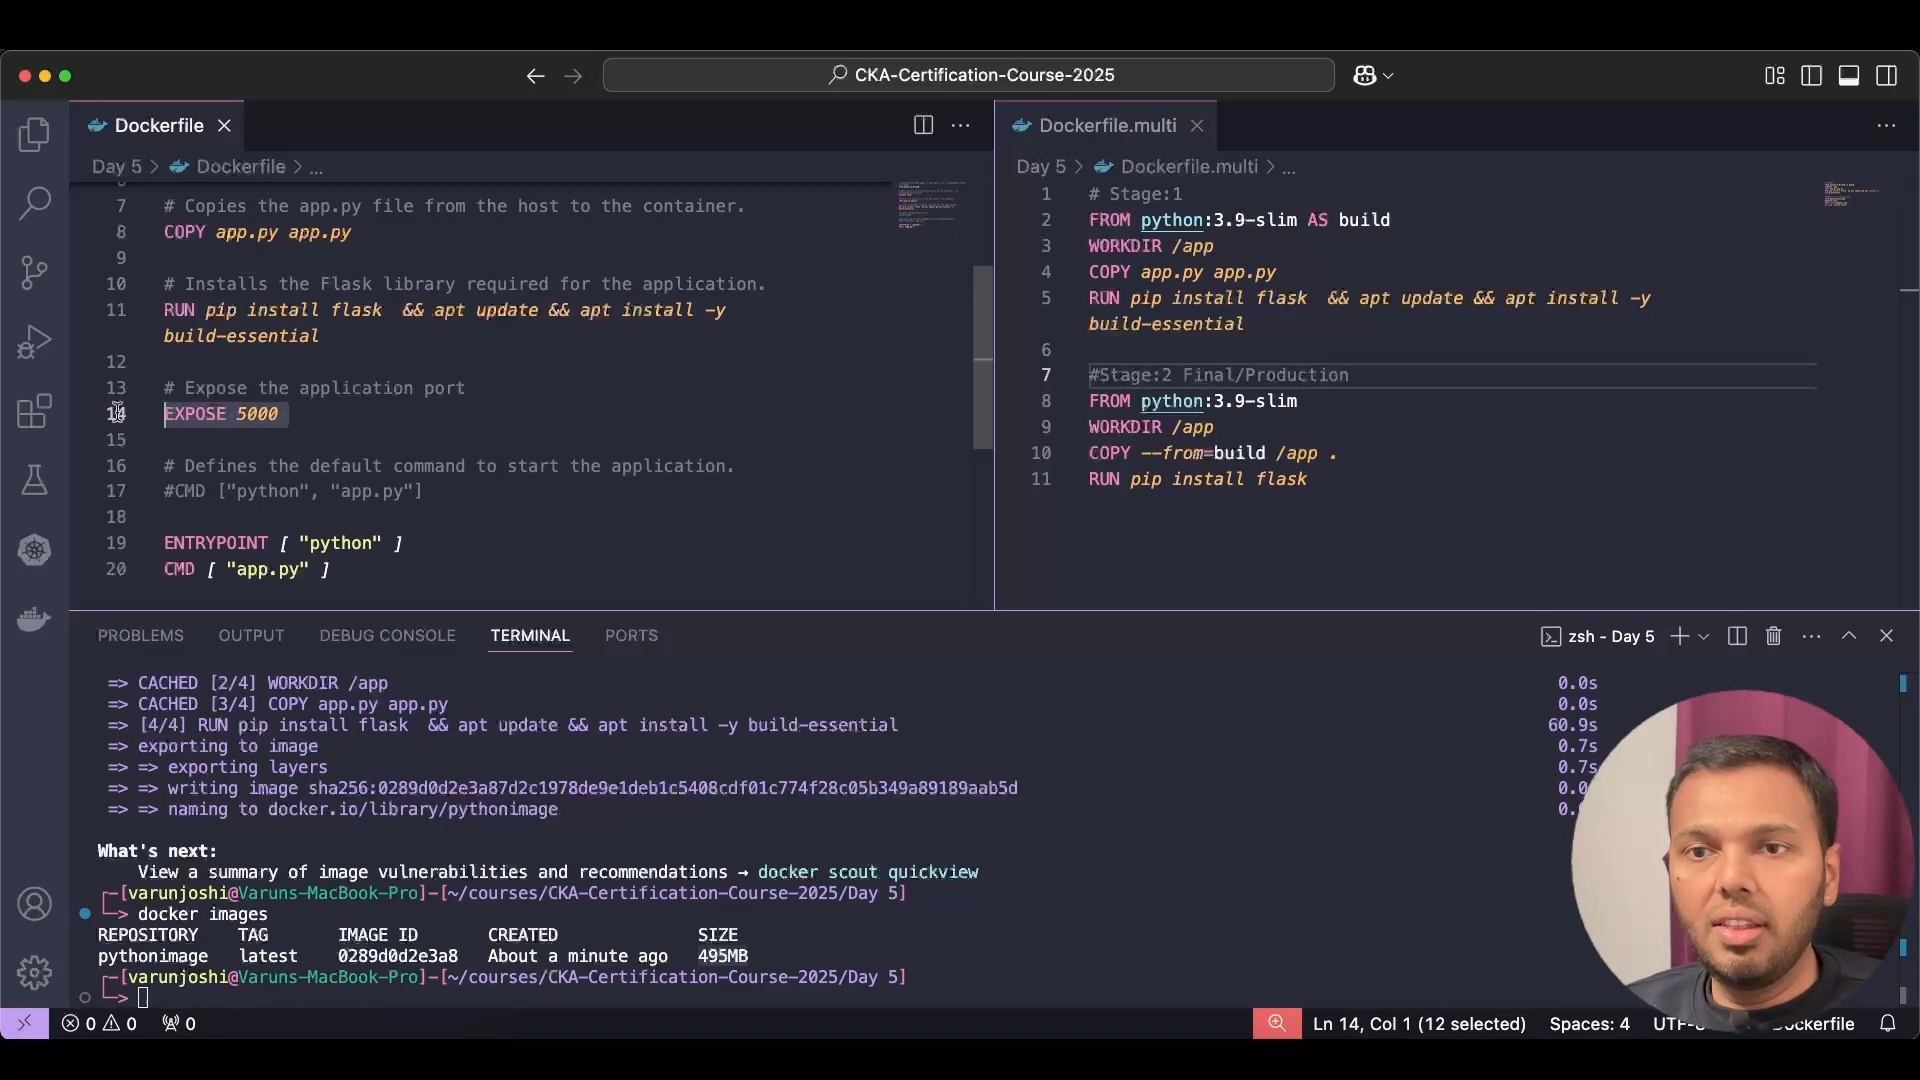 CKA-Certification-Course-2025
Dockerfile
Day 5 > Dockerfile > ...
7 # Copies the app.py file from the host to the container.
8 COPY app.py app.py
9
10 # Installs the Flask library required for the application.
11 RUN pip install flask  && apt update && apt install -y
build-essential
12
13 # Expose the application port
14 EXPOSE 5000
15
16 # Defines the default command to start the application.
17 #CMD ["python", "app.py"]
18
19 ENTRYPOINT [ "python" ]
20 CMD [ "app.py" ]
Dockerfile.multi
Day 5 > Dockerfile.multi > ...
1 # Stage:1
2 FROM python:3.9-slim AS build
3 WORKDIR /app
4 COPY app.py app.py
5 RUN pip install flask  && apt update && apt install -y
build-essential
6
7 #Stage:2 Final/Production
8 FROM python:3.9-slim
9 WORKDIR /app
10 COPY --from=build /app .
11 RUN pip install flask
PROBLEMS OUTPUT DEBUG CONSOLE TERMINAL PORTS
zsh - Day 5
=> CACHED [2/4] WORKDIR /app 0.0s
=> CACHED [3/4] COPY app.py app.py 0.0s
=> [4/4] RUN pip install flask  && apt update && apt install -y build-essential 60.9s
=> exporting to image 0.7s
=> => exporting layers 0.7s
=> => writing image sha256:0289d0d2e3a87d2c1978de9e1deb1c5408cdf01c774f28c05b349a89189aab5d 0.0
=> => naming to docker.io/library/pythonimage 0.
What's next:
View a summary of image vulnerabilities and recommendations → docker scout quickview
[varunjoshi@Varuns-MacBook-Pro]-[~/courses/CKA-Certification-Course-2025/Day 5]
docker images
REPOSITORY TAG IMAGE ID CREATED SIZE
pythonimage latest 0289d0d2e3a8 About a minute ago 495MB
[varunjoshi@Varuns-MacBook-Pro]-[~/courses/CKA-Certification-Course-2025/Day 5]
0 0 0
Ln 14, Col 1 (12 selected) Spaces: 4 UTF-8 Dockerfile